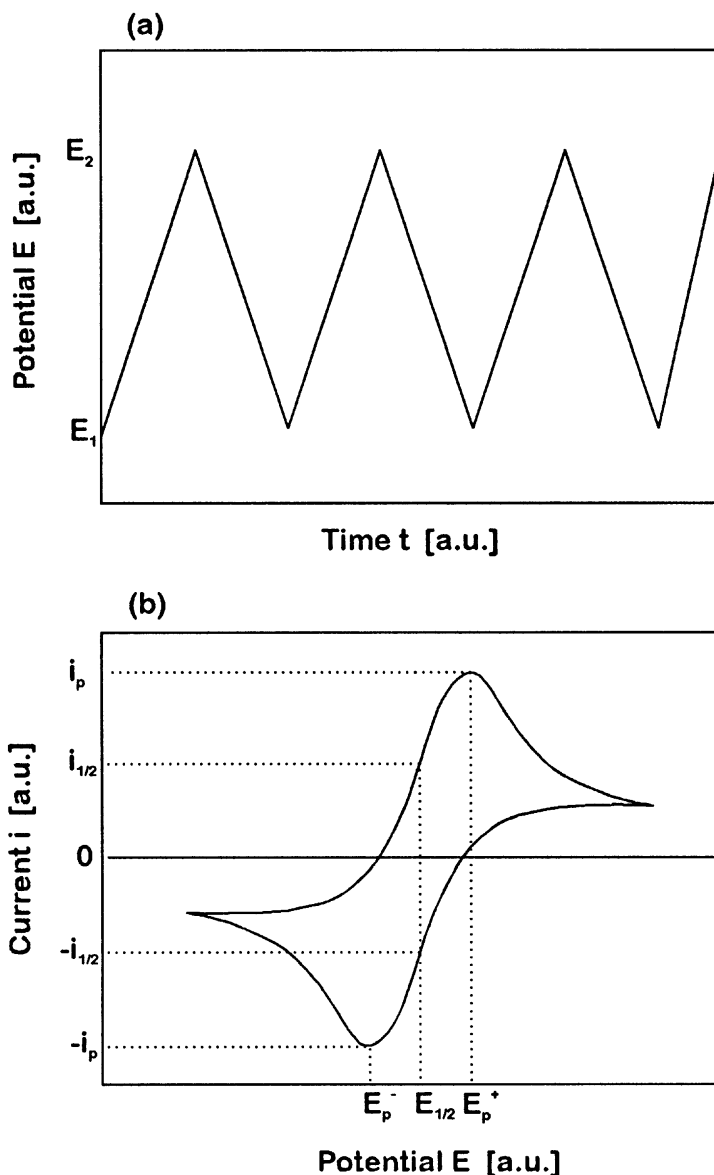 (a)
E₂
E₁
Potential E [a.u.]
Time t [a.u.]
(b)
iₚ
i₁/₂
0
-i₁/₂
-iₚ
Current i [a.u.]
Eₚ⁻ E₁/₂ Eₚ⁺
Potential E [a.u.]